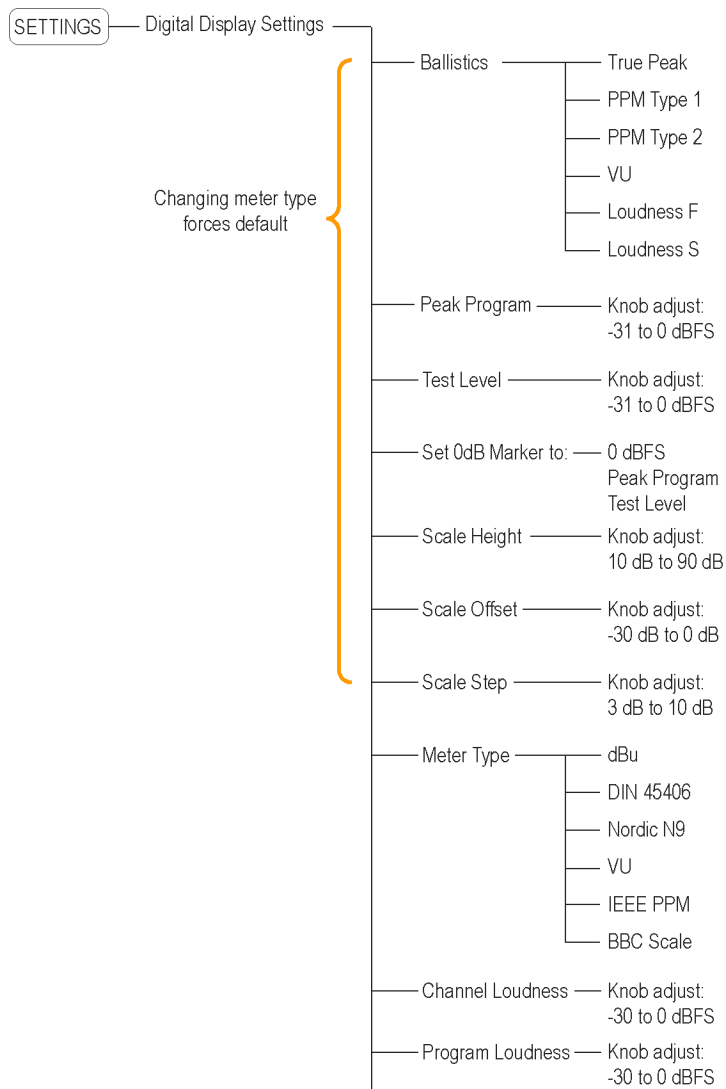 SETTINGS
Digital Display Settings
Ballistics
True Peak
PPM Type 1
PPM Type 2
VU
Loudness F
Loudness S
Changing meter type
forces default
Peak Program
Knob adjust:
-31 to 0 dBFS
Test Level
Knob adjust:
-31 to 0 dBFS
Set 0dB Marker to:
0 dBFS
Peak Program
Test Level
Scale Height
Knob adjust:
10 dB to 90 dB
Scale Offset
Knob adjust:
-30 dB to 0 dB
Scale Step
Knob adjust:
3 dB to 10 dB
Meter Type
dBu
DIN 45406
Nordic N9
VU
IEEE PPM
BBC Scale
Channel Loudness
Knob adjust:
-30 to 0 dBFS
Program Loudness
Knob adjust:
-30 to 0 dBFS